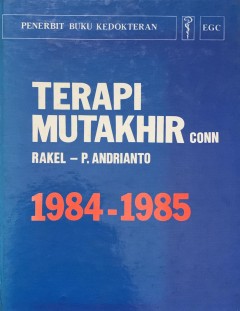 PENERBIT BUKU KEDOKTERAN EGC
TERAPI
MUTAKHIR CONN
RAKEL – P. ANDRIANTO
1984-1985